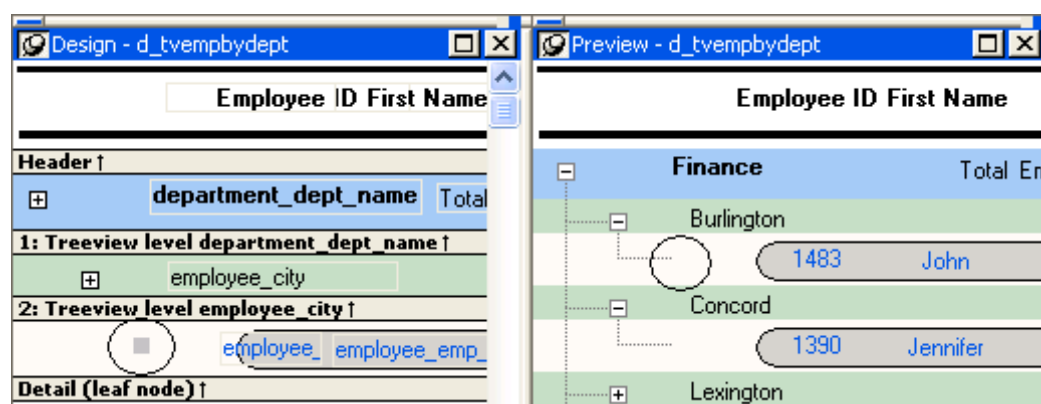 Design - d_tvempbydept
Employee ID First Name
Header ↑
department_dept_name Total
1: Treeview level department_dept_name ↑
employee_city
2: Treeview level employee_city ↑
employee_ employee_emp_
Detail (leaf node) ↑
Preview - d_tvempbydept
Employee ID First Name
Finance Total Em
Burlington
1483 John
Concord
1390 Jennifer
Lexington